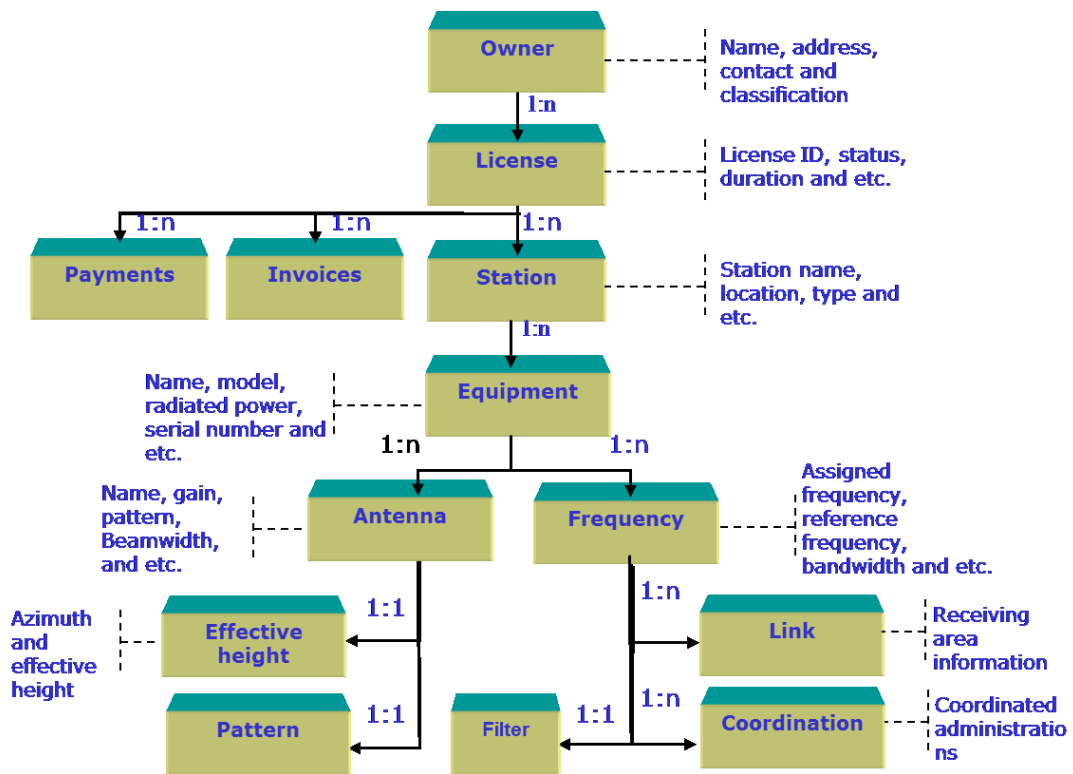 Owner
Name, address,
contact and
classification
1:n
License
License ID, status,
duration and etc.
1:n
1:n
1:n
Payments
Invoices
Station
Station name,
location, type and
etc.
1:n
Equipment
Name, model,
radiated power,
serial number and
etc.
1:n
1:n
Antenna
Name, gain,
pattern,
Beamwidth,
and etc.
Frequency
Assigned
frequency,
reference
frequency,
bandwidth and etc.
1:1
1:n
Effective
height
Azimuth
and
effective
height
Link
Receiving
area
information
1:1
1:1
1:n
Pattern
Filter
Coordination
Coordinated
administratio
ns